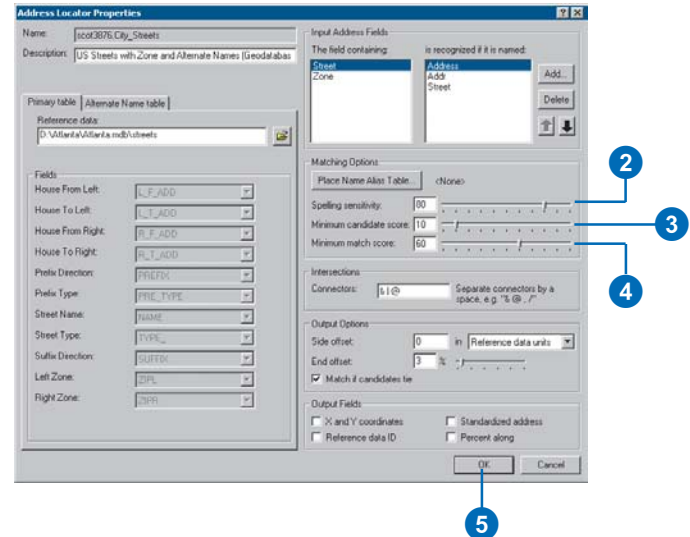 Address Locator Properties
Name: scot3876.City_Streets
Description: US Streets with Zone and Alternate Names (Geodatabas
Primary table Alternate Name table
Reference data:
D:\Atlanta\Atlanta.mdb\streets
Fields
House From Left: L_F_ADD
House To Left: L_T_ADD
House From Right: R_F_ADD
House To Right: R_T_ADD
Prefix Direction: PREFIX
Prefix Type: PRE_TYPE
Street Name: NAME
Street Type: TYPE_
Suffix Direction: SUFFIX
Left Zone: ZIPL
Right Zone: ZIPR
Input Address Fields
The field containing: is recognized if it is named:
Street
Zone
Address
Addr
Street
Add...
Delete
Matching Options
Place Name Alias Table... <None>
Spelling sensitivity: 80
Minimum candidate score: 10
Minimum match score: 60
2
3
4
Intersections
Connectors: & | @ Separate connectors by a
space, e.g. "& @ , /"
Output Options
Side offset: 0 in Reference data units
End offset: 3 %
Match if candidates tie
Output Fields
X and Y coordinates Standardized address
Reference data ID Percent along
OK Cancel
5